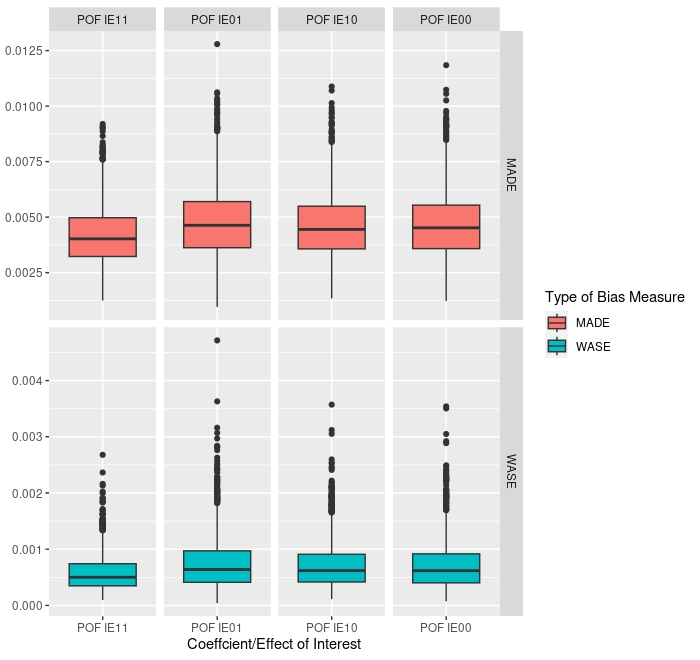 POF IE11 POF IE01 POF IE10 POF IE00
0.0125
0.0100
0.0075
0.0050
0.0025
MADE
0.004
0.003
0.002
0.001
0.000
WASE
POF IE11 POF IE01 POF IE10 POF IE00
Coeffcient/Effect of Interest
Type of Bias Measure
MADE
WASE